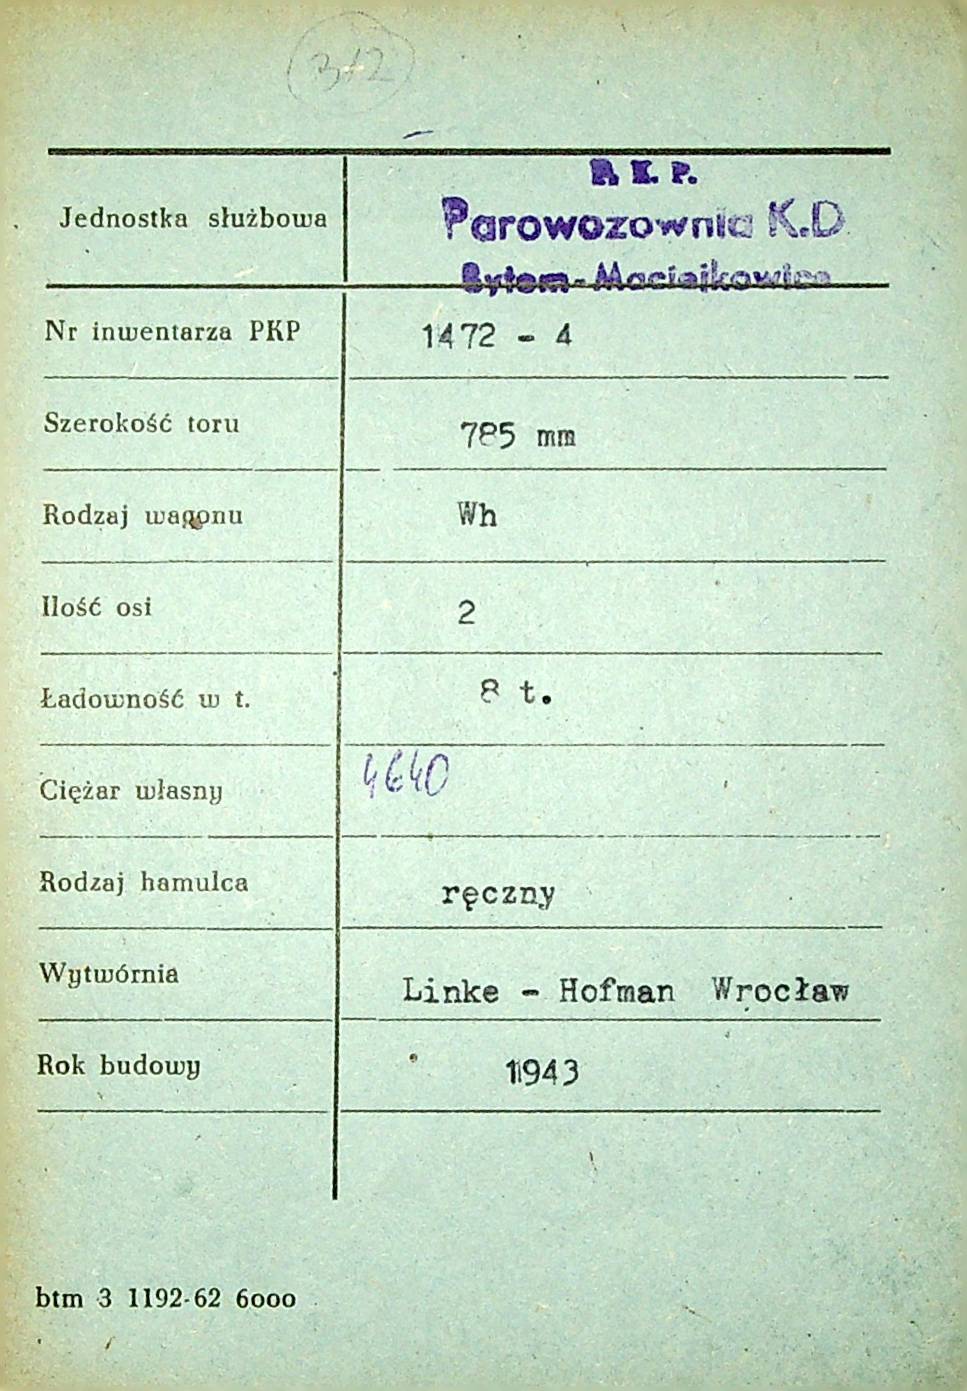 372
P. K. P.
Jednostka służbowa Parowozownia K.D
Bytom-Maciejkowice
Nr inwentarza PKP 1472 - 4
Szerokość toru 785 mm
Rodzaj wagonu Wh
Ilość osi 2
Ładowność w t. 8 t.
Ciężar własny 4640
Rodzaj hamulca ręczny
Wytwórnia Linke - Hofman Wrocław
Rok budowy 1943
btm 3 1192-62 6000